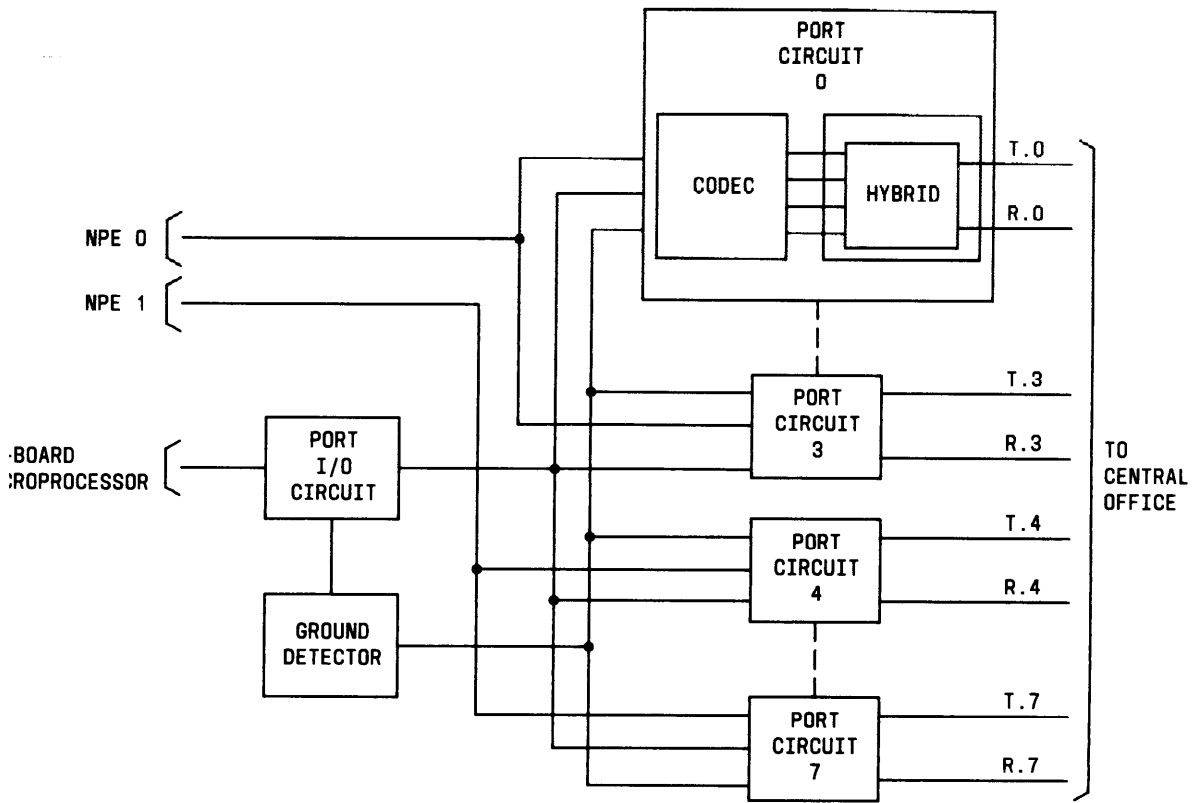 PORT
CIRCUIT
0
CODEC
HYBRID
T.0
R.0
NPE 0
NPE 1
PORT
CIRCUIT
3
T.3
R.3
-BOARD
PORT
I/O
CIRCUIT
TO
CENTRAL
OFFICE
PORT
CIRCUIT
4
T.4
R.4
GROUND
DETECTOR
PORT
CIRCUIT
7
T.7
R.7